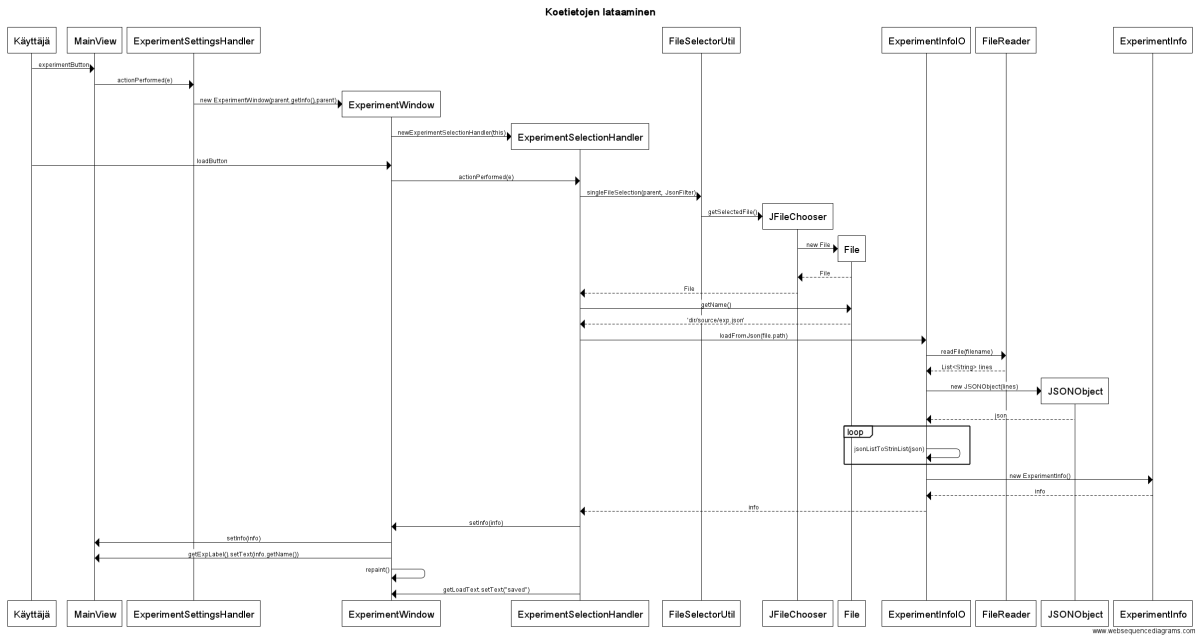 Koetietojen lataaminen
Käyttäjä
MainView
ExperimentSettingsHandler
FileSelectorUtil
ExperimentInfoIO
FileReader
ExperimentInfo
experimentButton
actionPerformed(e)
new ExperimentWindow(parent.getInfo(),parent)
ExperimentWindow
newExperimentSelectionHandler(this)
ExperimentSelectionHandler
loadButton
actionPerformed(e)
singleFileSelection(parent, JsonFilter)
getSelectedFile()
JFileChooser
new File
File
File
File
getName()
'dir/source/exp.json'
loadFromJson(file.path)
readFile(filename)
List<String> lines
new JSONObject(lines)
JSONObject
json
loop
jsonListToStrinList(json)
new ExperimentInfo()
info
info
setInfo(info)
setInfo(info)
getExpLabel().setText(info.getName())
repaint()
getLoadText.setText("saved")
Käyttäjä
MainView
ExperimentSettingsHandler
ExperimentWindow
ExperimentSelectionHandler
FileSelectorUtil
JFileChooser
File
ExperimentInfoIO
FileReader
JSONObject
ExperimentInfo
www.websequencediagrams.com